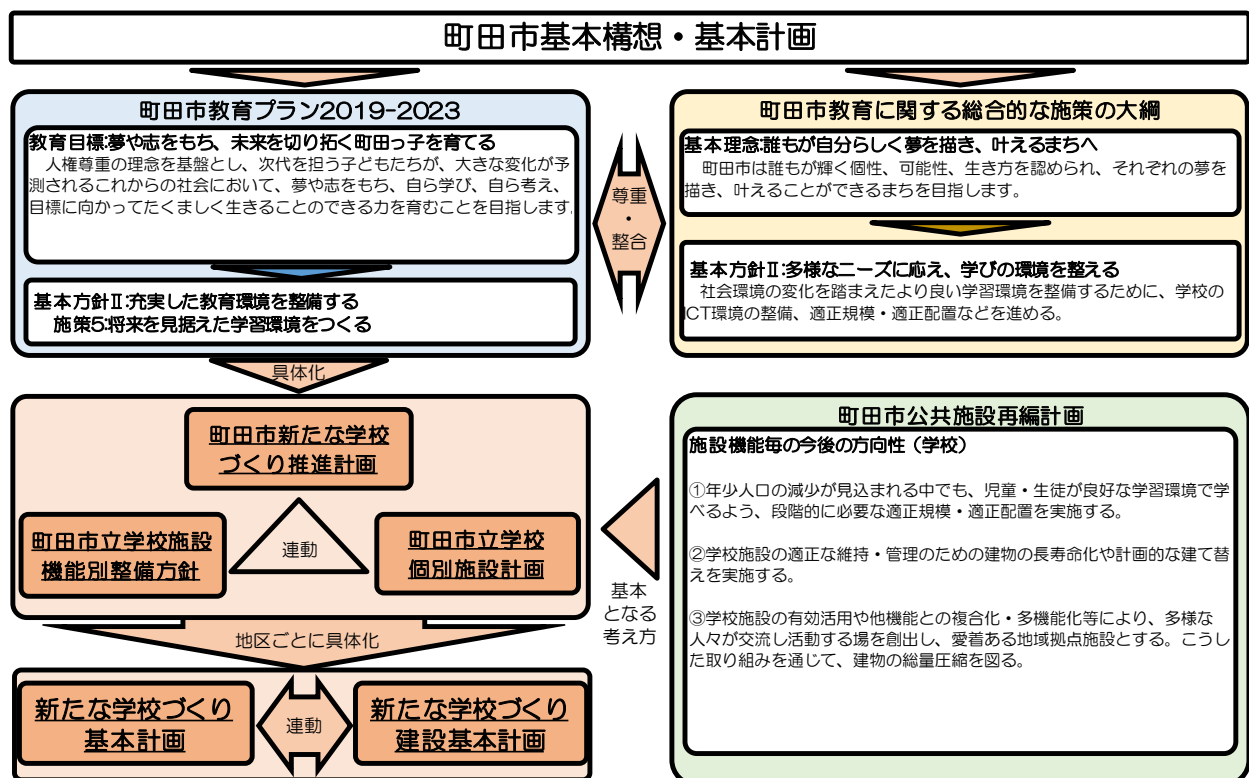 町田市基本構想・基本計画
町田市教育プラン2019-2023
教育目標:夢や志をもち、未来を切り拓く町田っ子を育てる
人権尊重の理念を基盤とし、次代を担う子どもたちが、大きな変化が予
測されるこれからの社会において、夢や志をもち、自ら学び、自ら考え、
目標に向かってたくましく生きることのできる力を育むことを目指します。
基本方針Ⅱ:充実した教育環境を整備する
施策5:将来を見据えた学習環境をつくる
尊重
・
整合
町田市教育に関する総合的な施策の大綱
基本理念:誰もが自分らしく夢を描き、叶えるまちへ
町田市は誰もが輝く個性、可能性、生き方を認められ、それぞれの夢を
描き、叶えることができるまちを目指します。
基本方針Ⅱ:多様なニーズに応え、学びの環境を整える
社会環境の変化を踏まえたより良い学習環境を整備するために、学校の
ICT環境の整備、適正規模・適正配置などを進める。
具体化
町田市新たな学校
づくり推進計画
町田市立学校施設
機能別整備方針
連動
町田市立学校
個別施設計画
基本
となる
考え方
町田市公共施設再編計画
施設機能毎の今後の方向性（学校）
①年少人口の減少が見込まれる中でも、児童・生徒が良好な学習環境で学
べるよう、段階的に必要な適正規模・適正配置を実施する。
②学校施設の適正な維持・管理のための建物の長寿命化や計画的な建て替
えを実施する。
③学校施設の有効活用や他機能との複合化・多機能化等により、多様な
人々が交流し活動する場を創出し、愛着ある地域拠点施設とする。こうし
た取り組みを通じて、建物の総量圧縮を図る。
地区ごとに具体化
新たな学校づくり
基本計画
連動
新たな学校づくり
建設基本計画